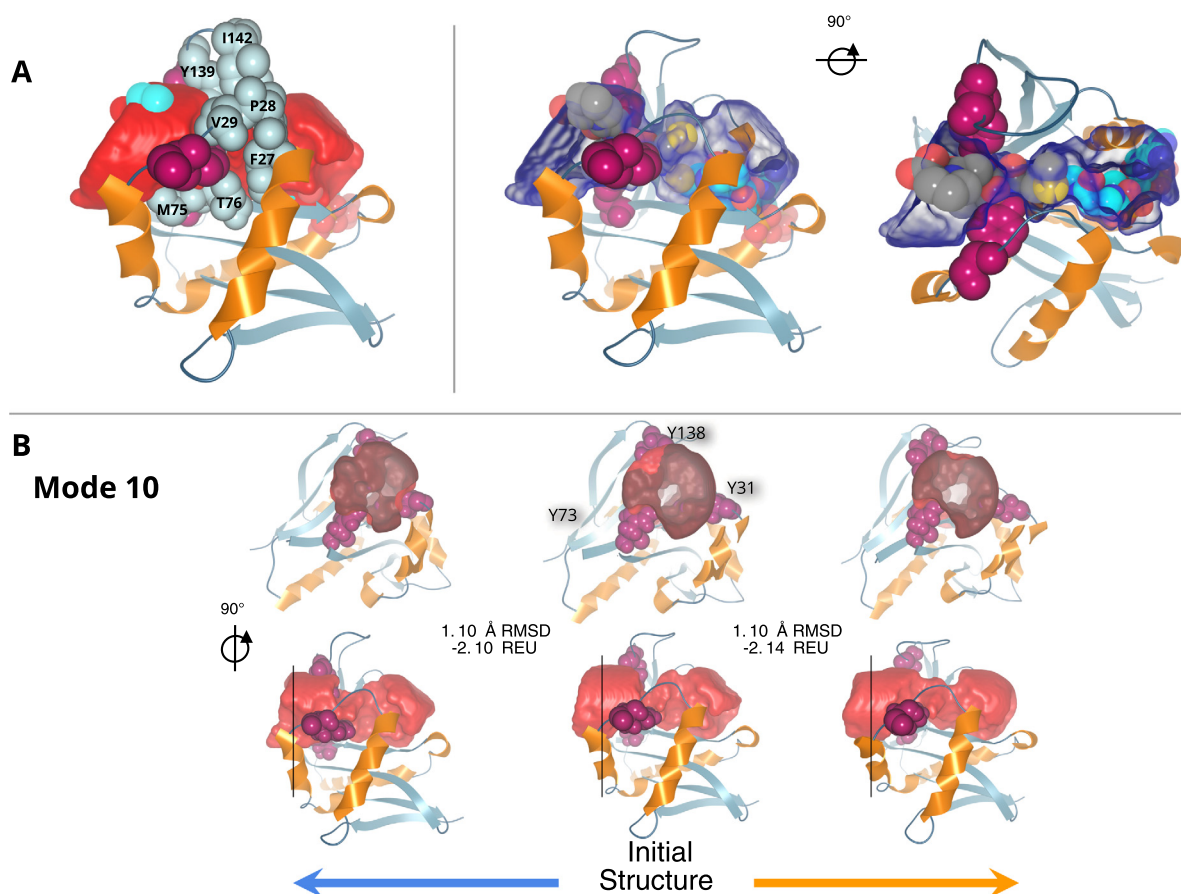 A
I142
Y139
P28
V29
F27
M75
T76
90°
B
Mode 10
Y138
Y31
Y73
90°
1.10 Å RMSD
-2.10 REU
1.10 Å RMSD
-2.14 REU
Initial
Structure